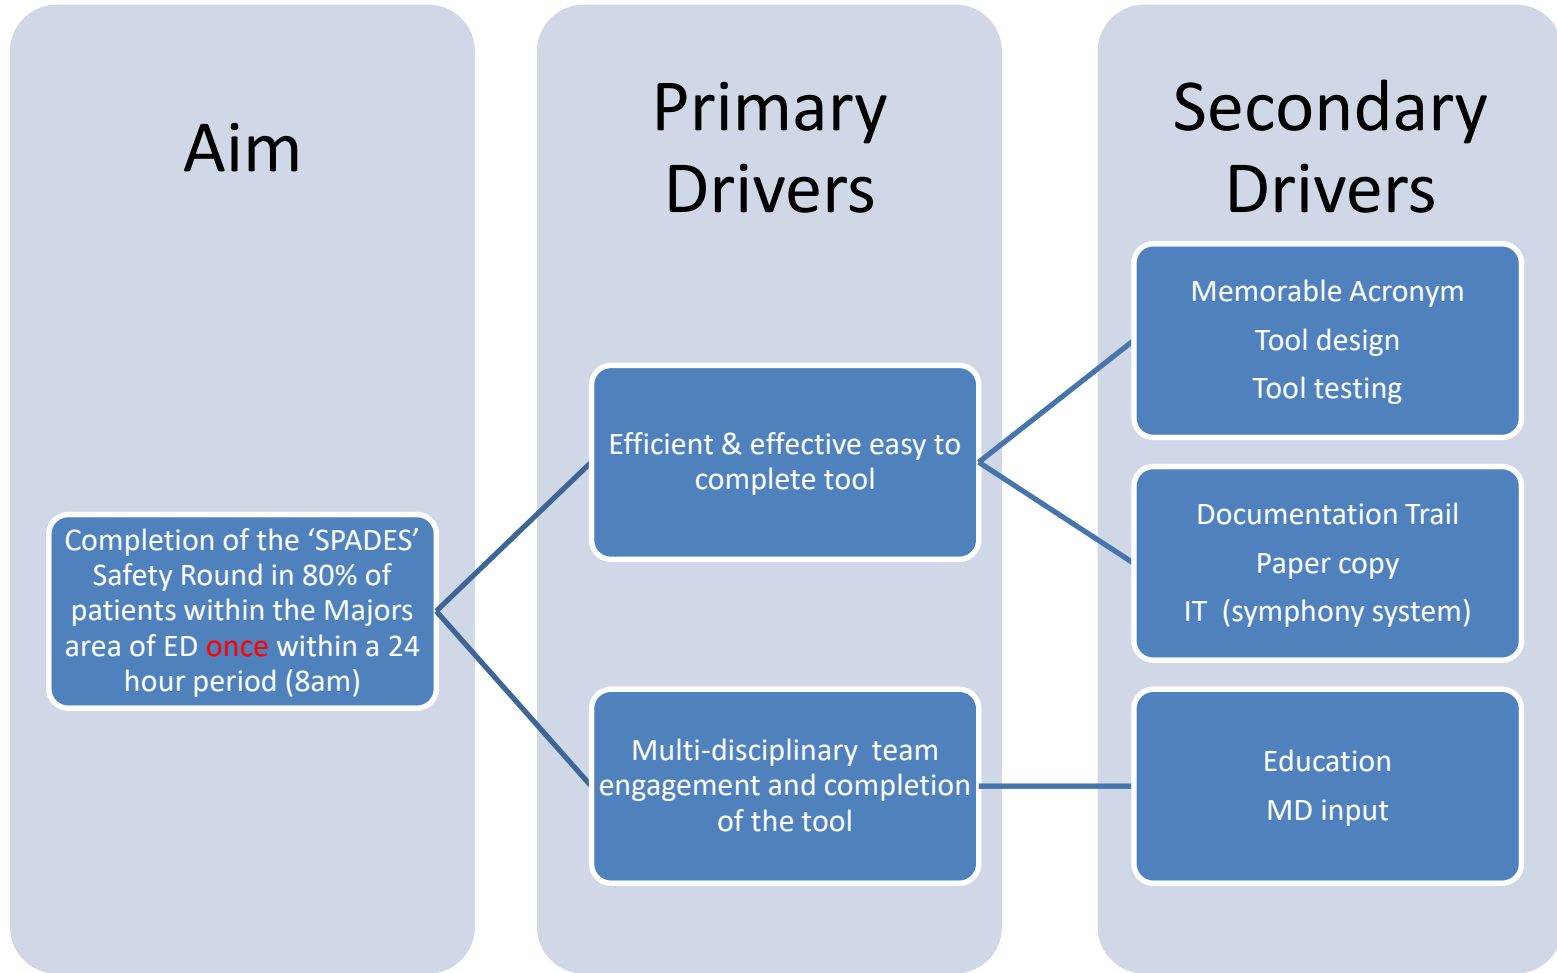 Aim
Completion of the ‘SPADES’
Safety Round in 80% of
patients within the Majors
area of ED once within a 24
hour period (8am)
Primary
Drivers
Efficient & effective easy to
complete tool
Multi-disciplinary  team
engagement and completion
of the tool
Secondary
Drivers
Memorable Acronym
Tool design
Tool testing
Documentation Trail
Paper copy
IT  (symphony system)
Education
MD input